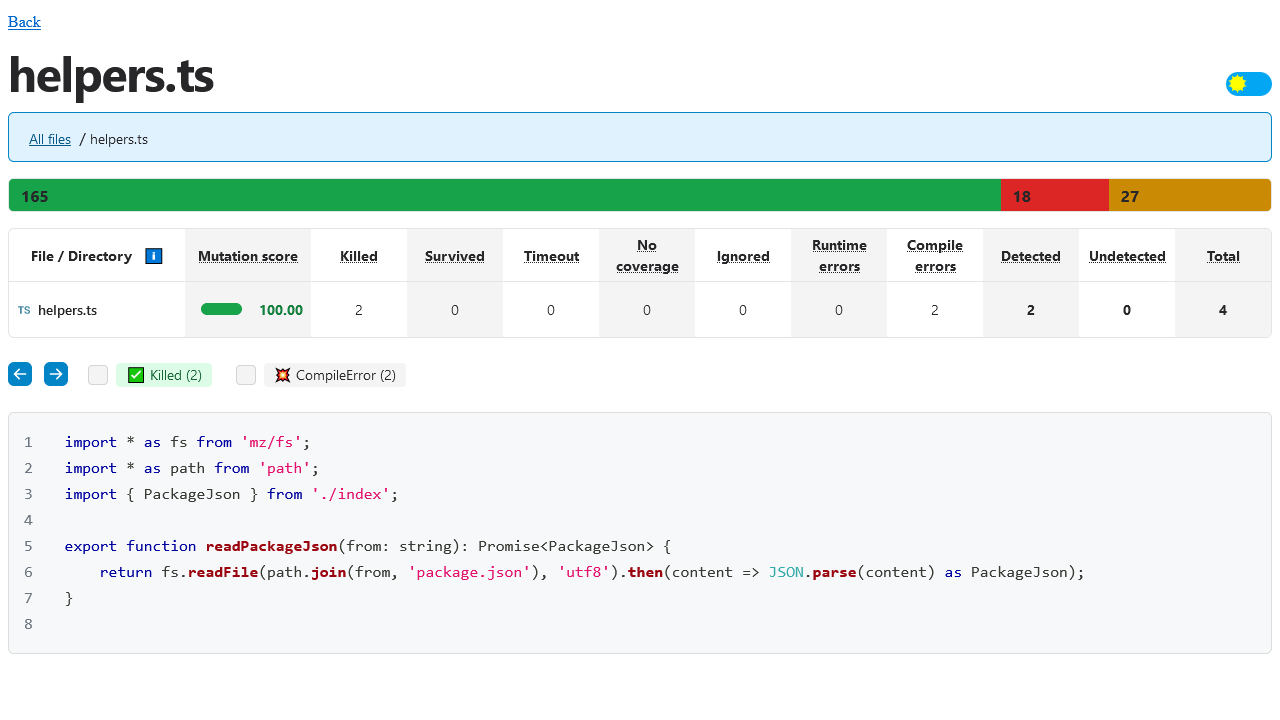 Back
helpers.ts
All files / helpers.ts
165 18 27
File / Directory Mutation score Killed Survived Timeout No coverage Ignored Runtime errors Compile errors Detected Undetected Total
TS helpers.ts 100.00 2 0 0 0 0 0 2 2 0 4
Killed (2) CompileError (2)
1 import * as fs from 'mz/fs';
2 import * as path from 'path';
3 import { PackageJson } from './index';
4
5 export function readPackageJson(from: string): Promise<PackageJson> {
6     return fs.readFile(path.join(from, 'package.json'), 'utf8').then(content => JSON.parse(content) as PackageJson);
7 }
8